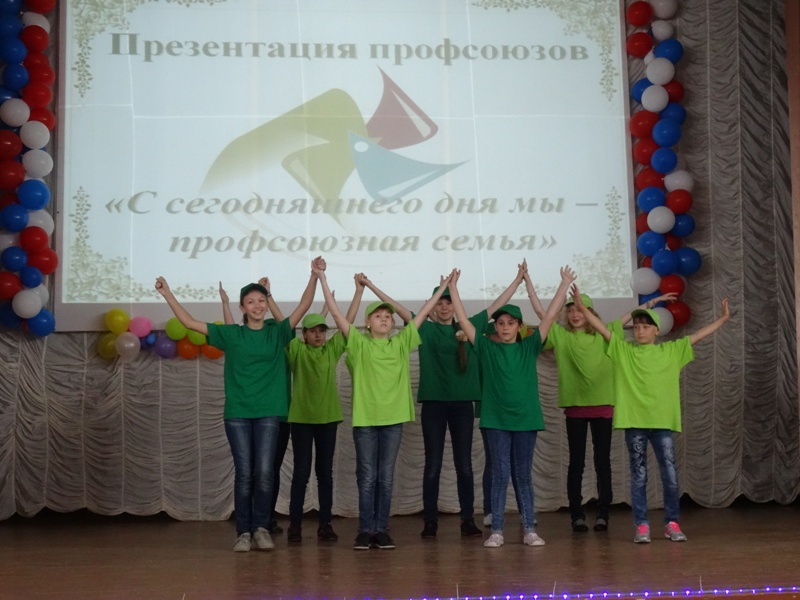 Презентация профсоюзов
«С сегодняшнего дня мы –
профсоюзная семья»